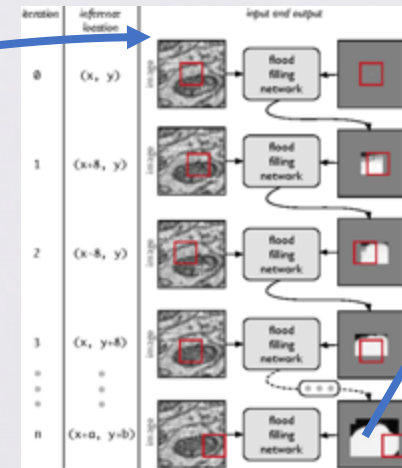 iteration inference location input and output
0 (x, y) image flood filling network
1 (x+8, y) image flood filling network
2 (x-8, y) image flood filling network
3 (x, y+8) image flood filling network
n (x+a, y+b) image flood filling network